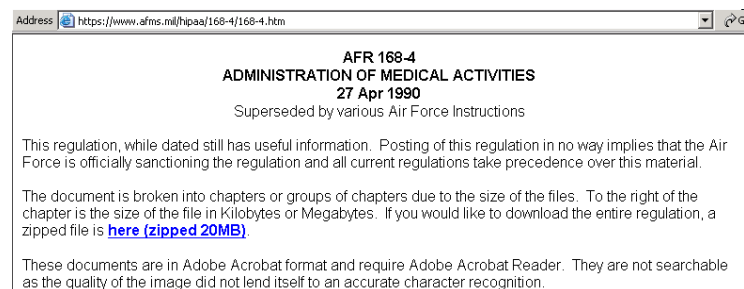 Address https://www.afms.mil/hipaa/168-4/168-4.htm
AFR 168-4
ADMINISTRATION OF MEDICAL ACTIVITIES
27 Apr 1990
Superseded by various Air Force Instructions
This regulation, while dated still has useful information. Posting of this regulation in no way implies that the Air
Force is officially sanctioning the regulation and all current regulations take precedence over this material.
The document is broken into chapters or groups of chapters due to the size of the files. To the right of the
chapter is the size of the file in Kilobytes or Megabytes. If you would like to download the entire regulation, a
zipped file is here (zipped 20MB).
These documents are in Adobe Acrobat format and require Adobe Acrobat Reader. They are not searchable
as the quality of the image did not lend itself to an accurate character recognition.